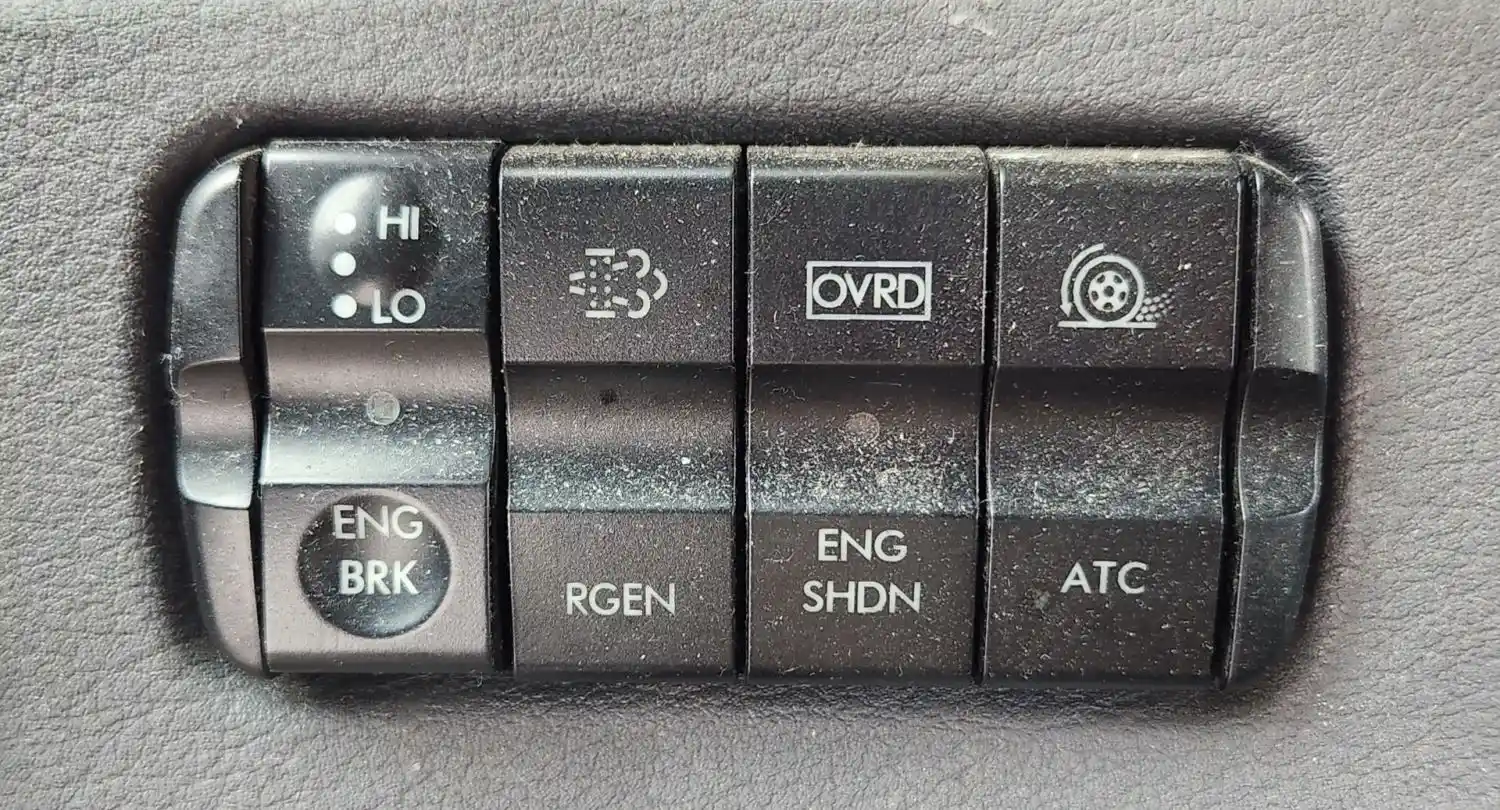 HI
LO
ENG
BRK
RGEN
OVRD
ENG
SHDN
ATC